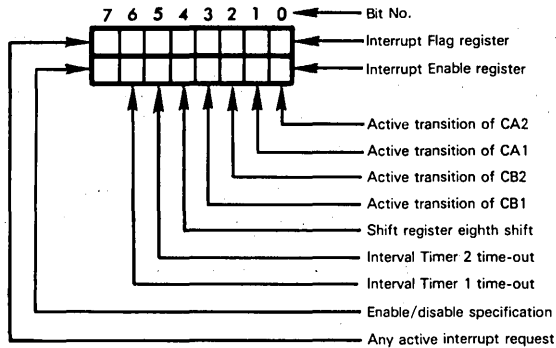 7 6 5 4 3 2 1 0 Bit No.
Interrupt Flag register
Interrupt Enable register
Active transition of CA2
Active transition of CA1
Active transition of CB2
Active transition of CB1
Shift register eighth shift
Interval Timer 2 time-out
Interval Timer 1 time-out
Enable/disable specification
Any active interrupt request